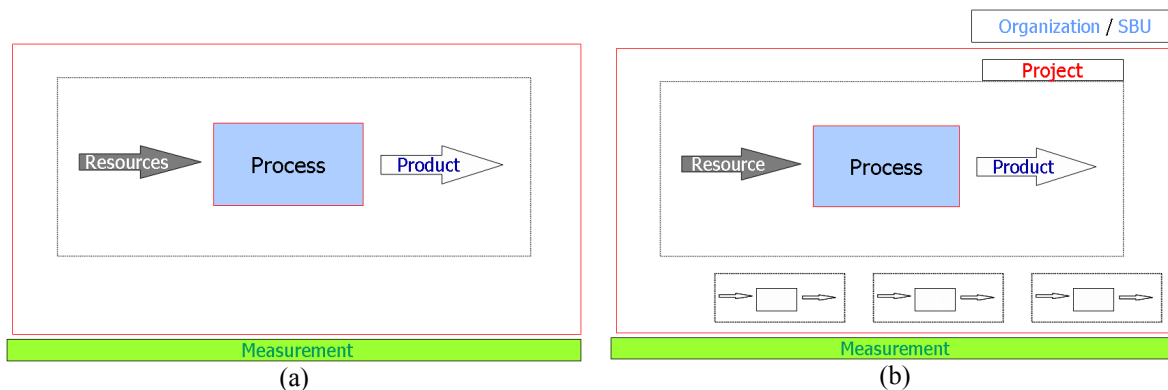 Resources
Process
Product
Measurement
(a)
Organization / SBU
Project
Resource
Process
Product
Measurement
(b)